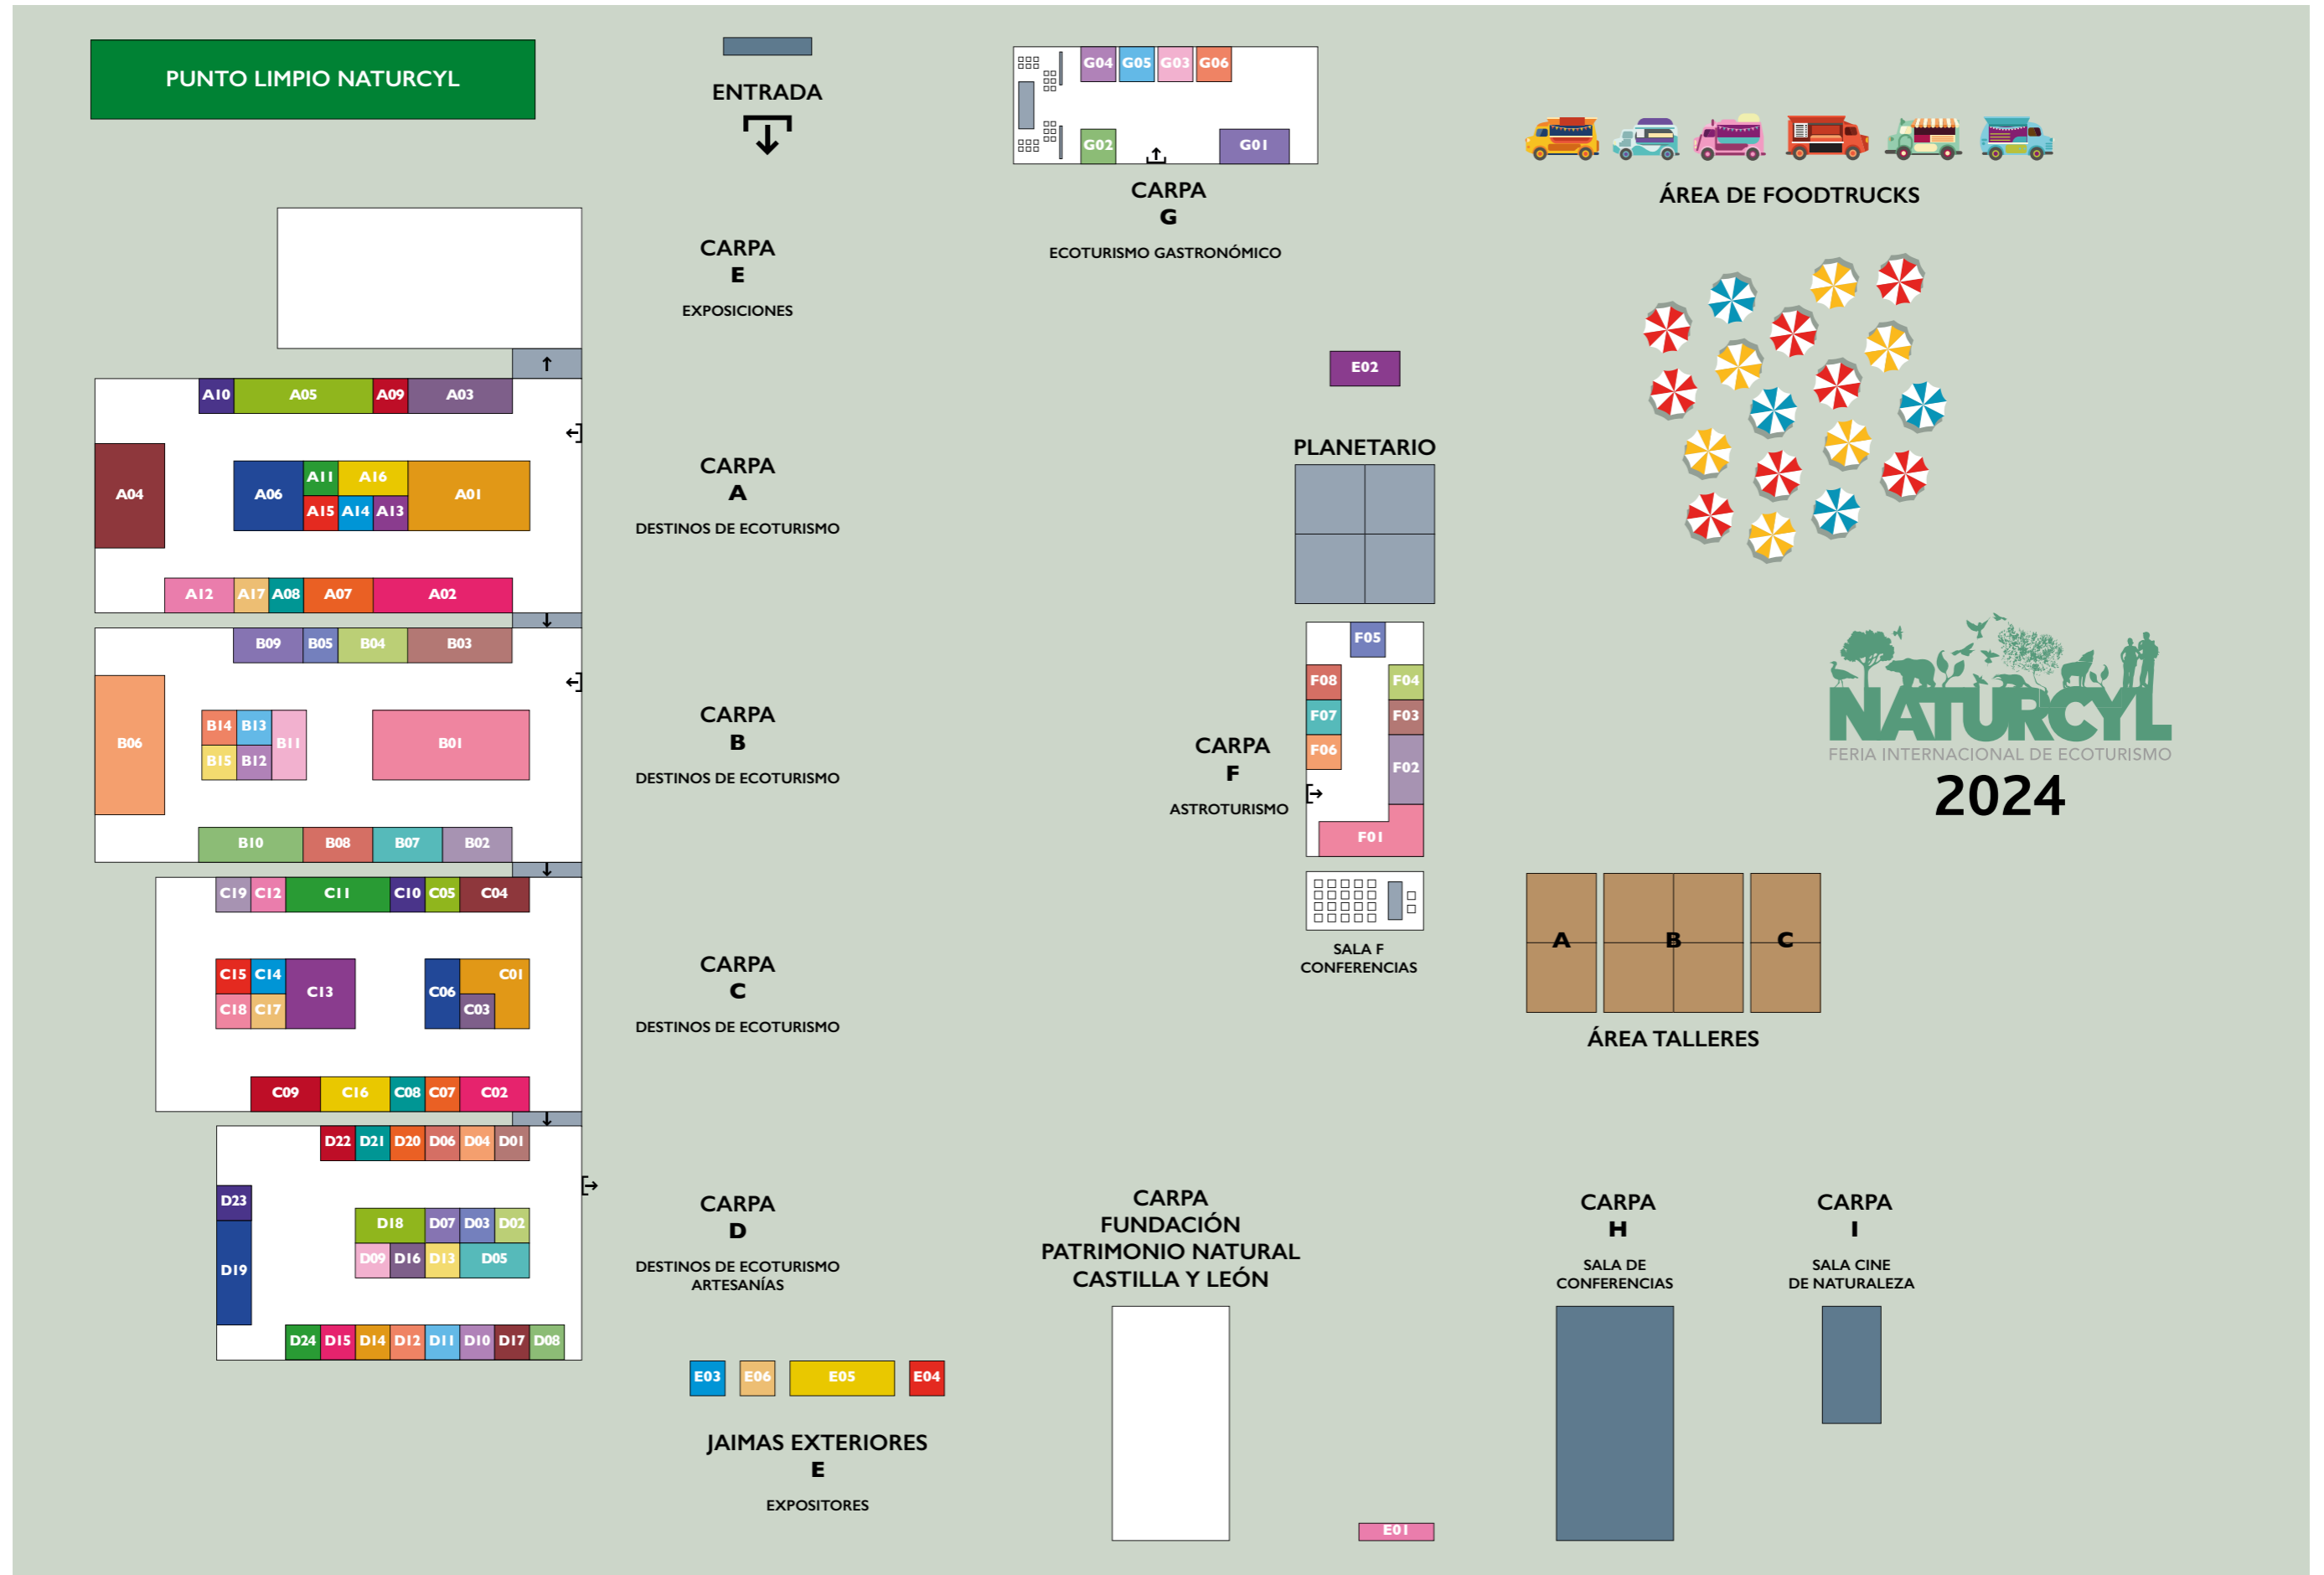 PUNTO LIMPIO NATURCYL
ENTRADA
G04 G05 G03 G06
G02 G01
CARPA
G
ECOTURISMO GASTRONÓMICO
ÁREA DE FOODTRUCKS
CARPA
E
EXPOSICIONES
E02
A10 A05 A09 A03
A04 A06 A11 A16 A01
A15 A14 A13
A12 A17 A08 A07 A02
CARPA
A
DESTINOS DE ECOTURISMO
PLANETARIO
B09 B05 B04 B03
B06 B14 B13 B11 B01
B15 B12
B10 B08 B07 B02
CARPA
B
DESTINOS DE ECOTURISMO
F05
F08 F04
F07 F03
F06 F02
F01
CARPA
F
ASTROTURISMO
SALA F
CONFERENCIAS
NATURCYL
FERIA INTERNACIONAL DE ECOTURISMO
2024
C19 C12 C11 C10 C05 C04
C15 C14 C13 C06 C01
C18 C17 C03
C09 C16 C08 C07 C02
CARPA
C
DESTINOS DE ECOTURISMO
A B C
ÁREA TALLERES
D22 D21 D20 D06 D04 D01
D23
D18 D07 D03 D02
D19 D09 D16 D13 D05
D24 D15 D14 D12 D11 D10 D17 D08
CARPA
D
DESTINOS DE ECOTURISMO
ARTESANÍAS
E03 E06 E05 E04
JAIMAS EXTERIORES
E
EXPOSITORES
CARPA
FUNDACIÓN
PATRIMONIO NATURAL
CASTILLA Y LEÓN
E01
CARPA
H
SALA DE
CONFERENCIAS
CARPA
I
SALA CINE
DE NATURALEZA